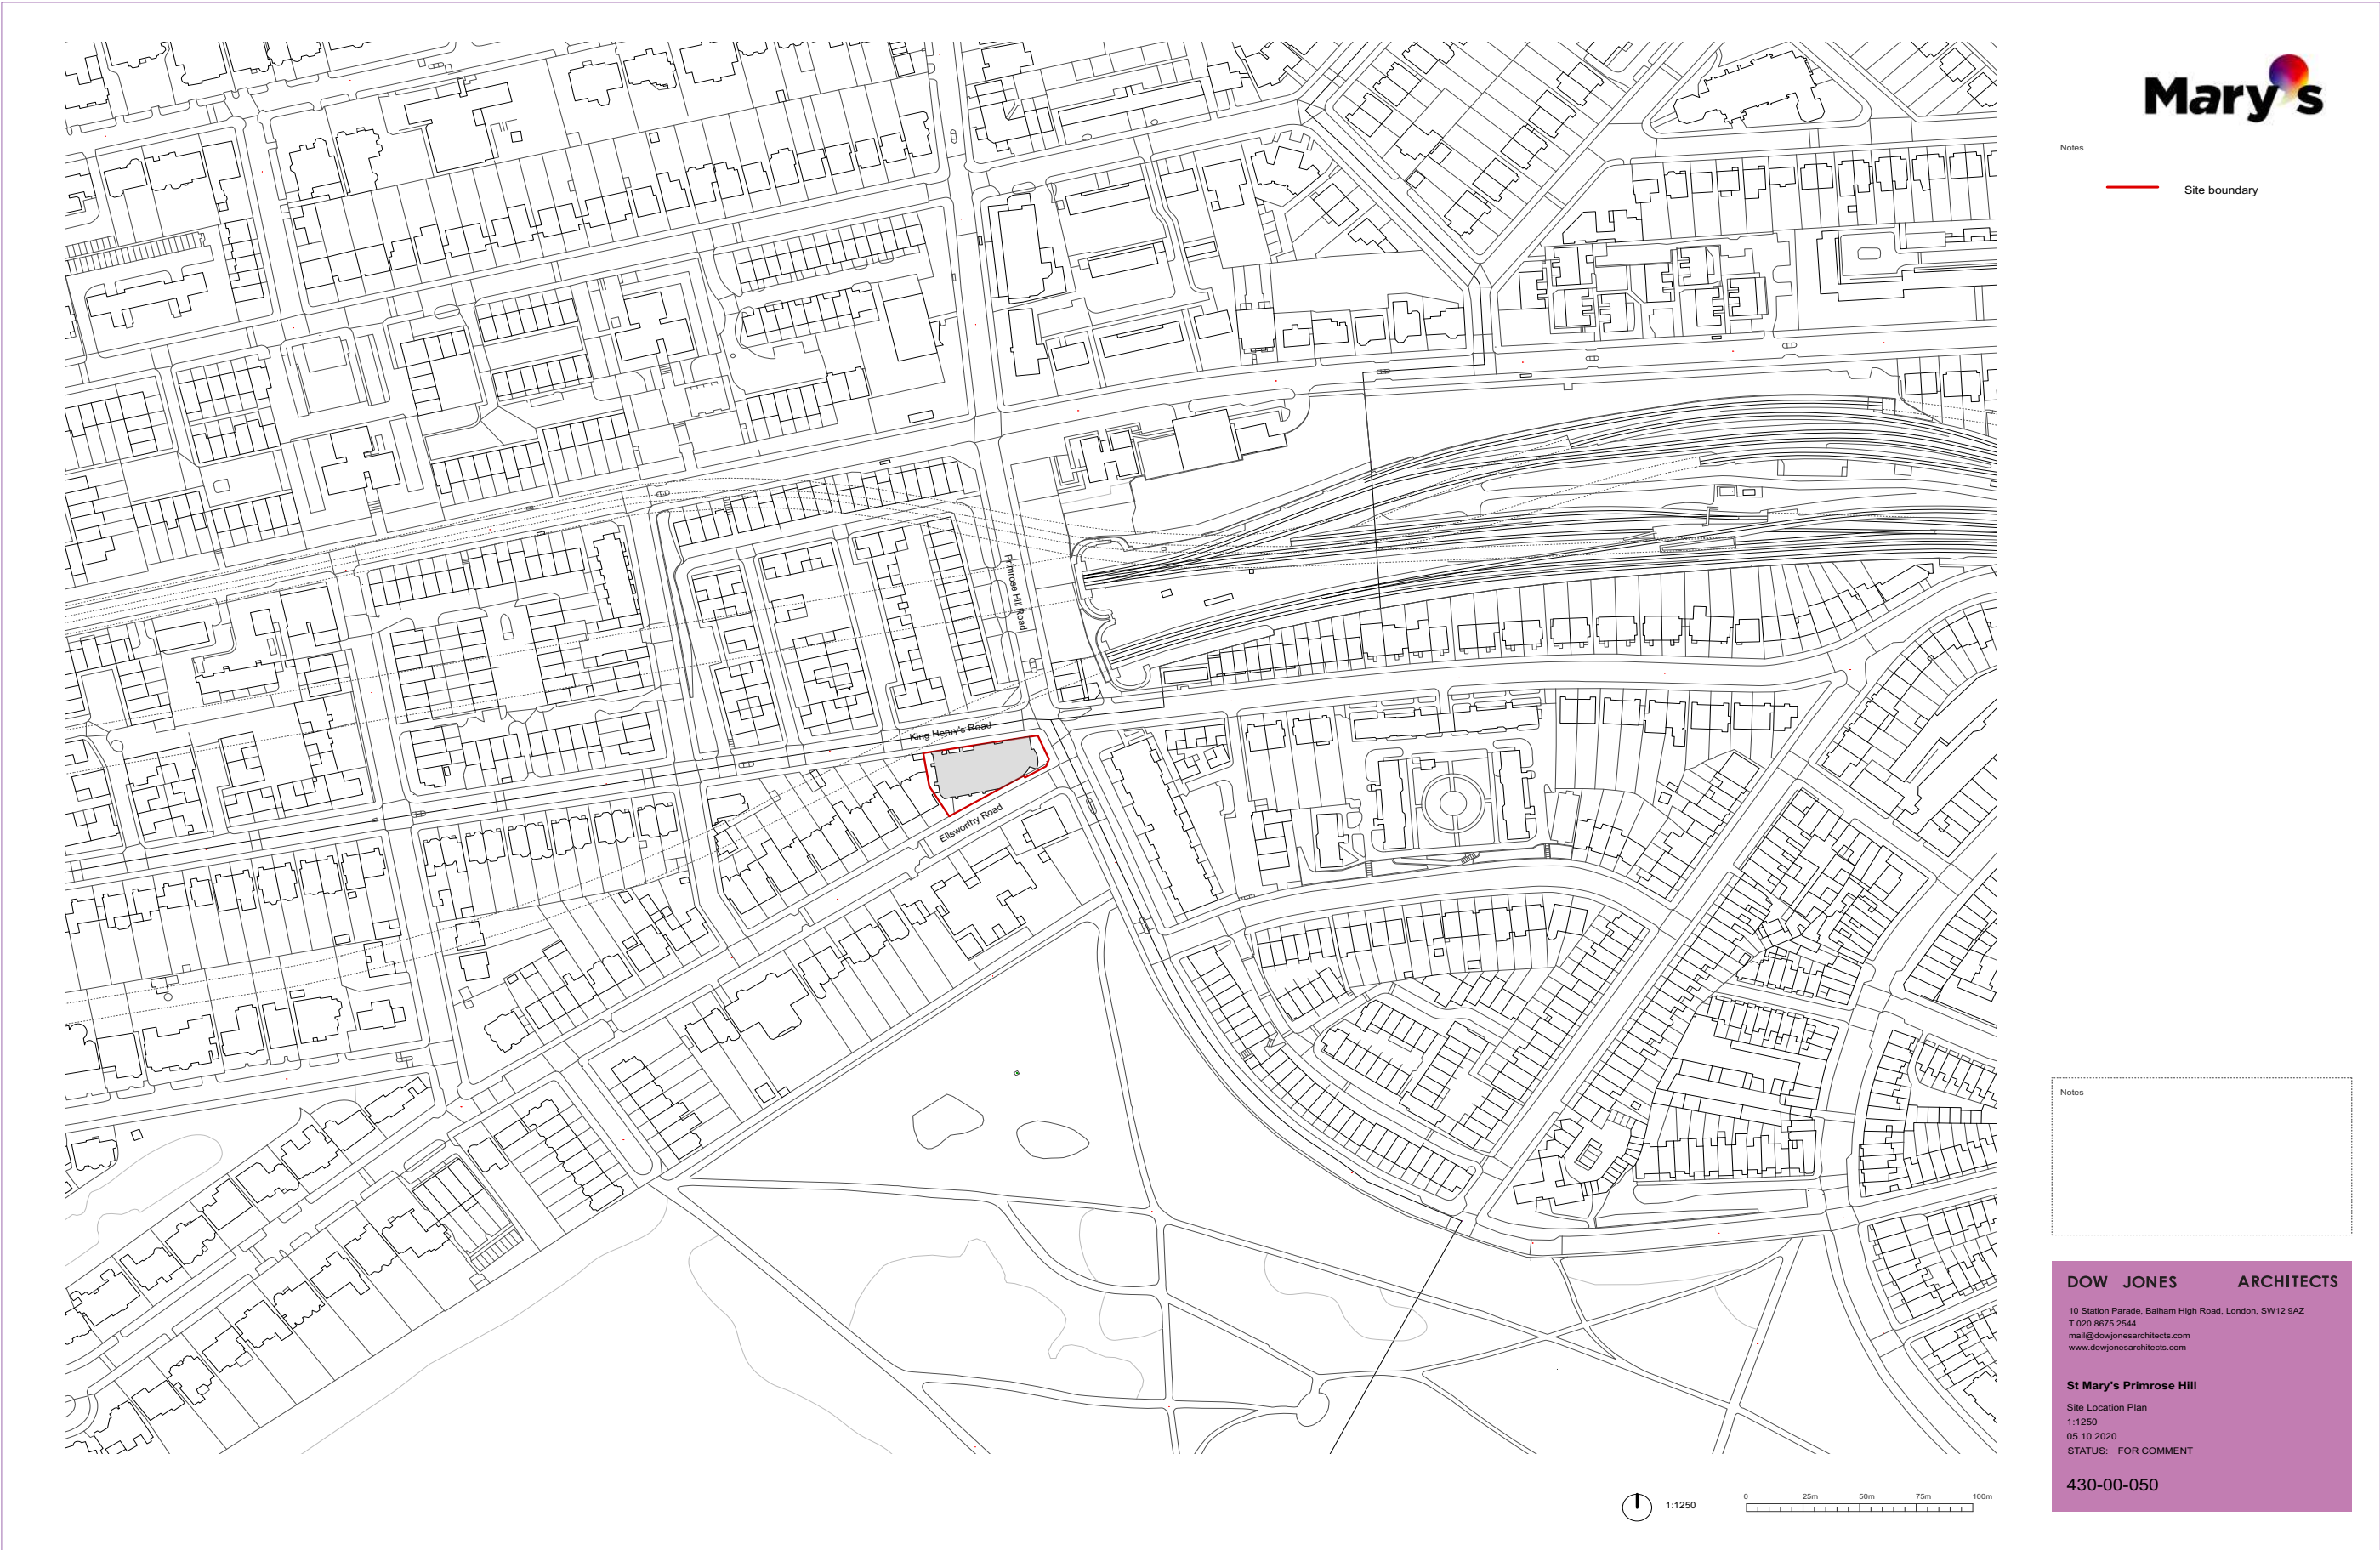 Mary's
Notes
Site boundary
Primrose Hill Road
King Henry's Road
Ellsworthy Road
Notes
DOW JONES ARCHITECTS
10 Station Parade, Balham High Road, London, SW12 9AZ
T 020 8675 2544
mail@dowjonesarchitects.com
www.dowjonesarchitects.com
St Mary's Primrose Hill
Site Location Plan
1:1250
05.10.2020
STATUS: FOR COMMENT
430-00-050
1:1250
0 25m 50m 75m 100m